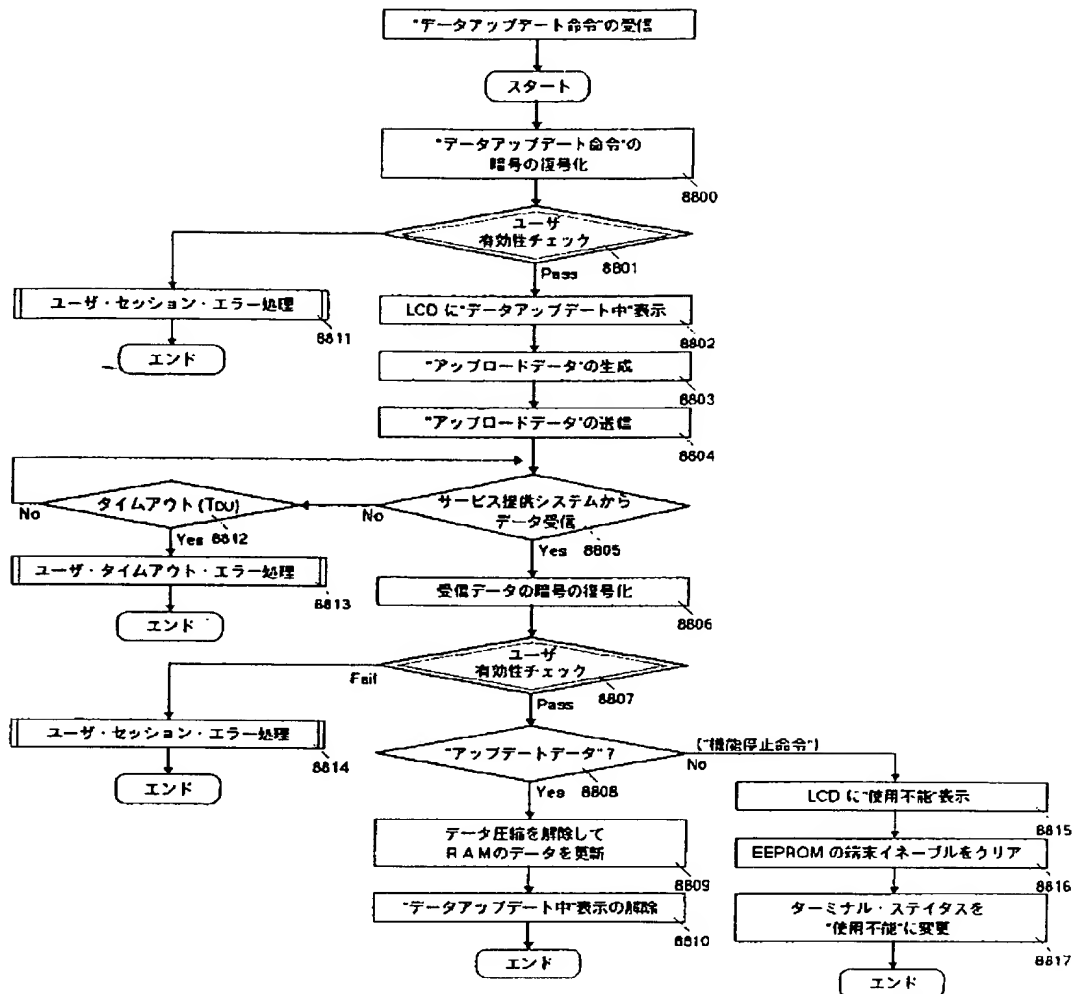 "データアップデート命令"の受信
スタート
"データアップデート命令"の
暗号の復号化
8800
ユーザ
有効性チェック
8801
Pass
ユーザ・セッション・エラー処理
8811
エンド
LCDに"データアップデート中"表示
8802
"アップロードデータ"の生成
8803
"アップロードデータ"の送信
8804
サービス提供システムから
データ受信
8805
No
Yes
タイムアウト(TDU)
8812
No
Yes
ユーザ・タイムアウト・エラー処理
8813
エンド
受信データの暗号の復号化
8806
ユーザ
有効性チェック
8807
Fail
Pass
ユーザ・セッション・エラー処理
8814
エンド
"アップデートデータ"?
8808
("機能停止命令")
No
Yes
データ圧縮を解除して
RAMのデータを更新
8809
"データアップデート中"表示の解除
8810
エンド
LCDに"使用不能"表示
8815
EEPROMの端末イネーブルをクリア
8816
ターミナル・ステイタスを
"使用不能"に変更
8817
エンド